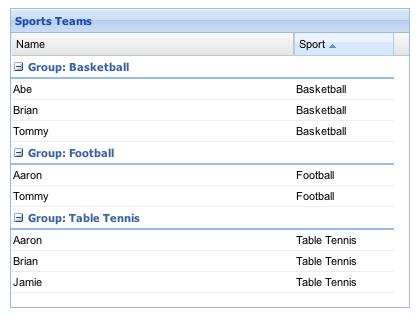 Sports Teams
Name Sport
Group: Basketball
Abe Basketball
Brian Basketball
Tommy Basketball
Group: Football
Aaron Football
Tommy Football
Group: Table Tennis
Aaron Table Tennis
Brian Table Tennis
Jamie Table Tennis